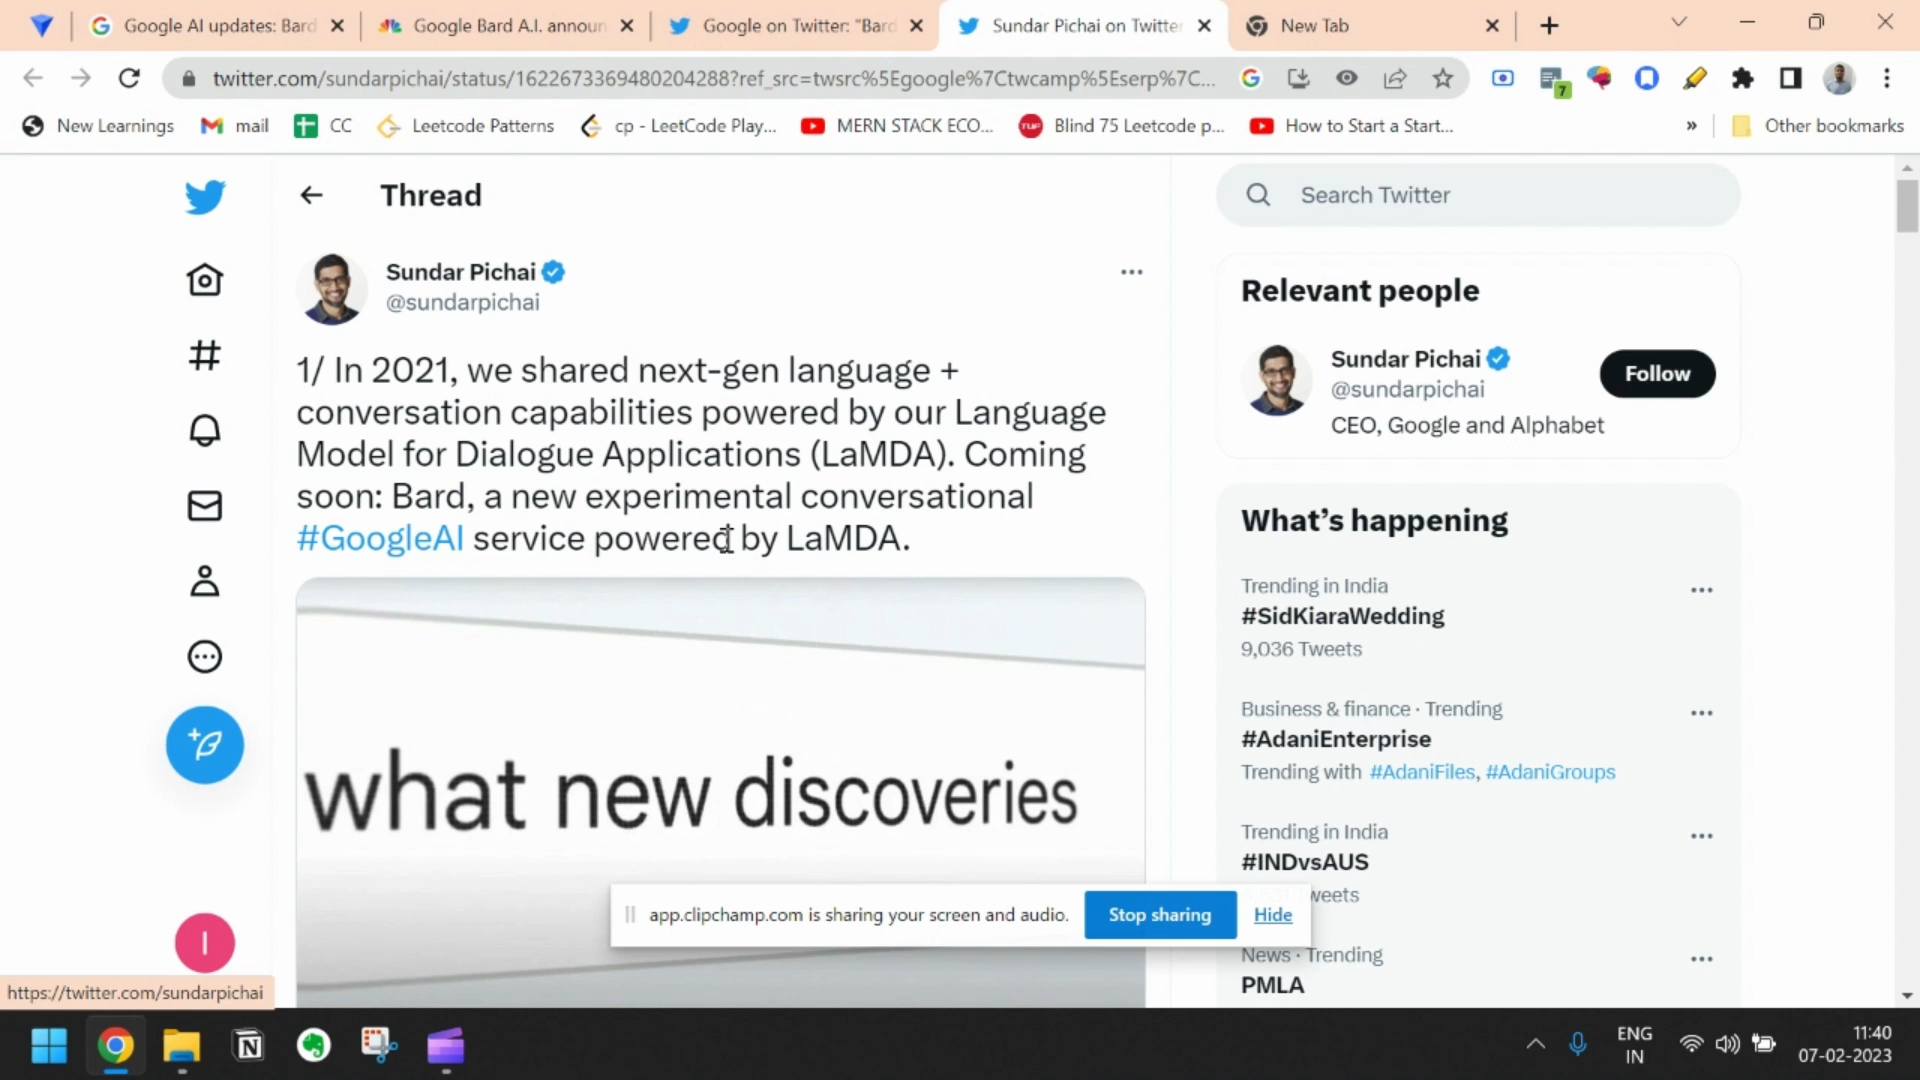 Google AI updates: Bard
Google Bard A.I. announ
Google on Twitter: "Bard
Sundar Pichai on Twitter
New Tab
twitter.com/sundarpichai/status/1622673369480204288?ref_src=twsrc%5Egoogle%7Ctwcamp%5Eserp%7C...
7
New Learnings
mail
CC
Leetcode Patterns
cp - LeetCode Play...
MERN STACK ECO...
Blind 75 Leetcode p...
How to Start a Start...
»
Other bookmarks
Thread
Search Twitter
Sundar Pichai
@sundarpichai
1/ In 2021, we shared next-gen language +
conversation capabilities powered by our Language
Model for Dialogue Applications (LaMDA). Coming
soon: Bard, a new experimental conversational
#GoogleAI service powered by LaMDA.
what new discoveries
Relevant people
Sundar Pichai
@sundarpichai
Follow
CEO, Google and Alphabet
What's happening
Trending in India
#SidKiaraWedding
9,036 Tweets
Business & finance · Trending
#AdaniEnterprise
Trending with #AdaniFiles, #AdaniGroups
Trending in India
#INDvsAUS
weets
News · Trending
PMLA
app.clipchamp.com is sharing your screen and audio.
Stop sharing
Hide
I
https://twitter.com/sundarpichai
ENG
IN
11:40
07-02-2023